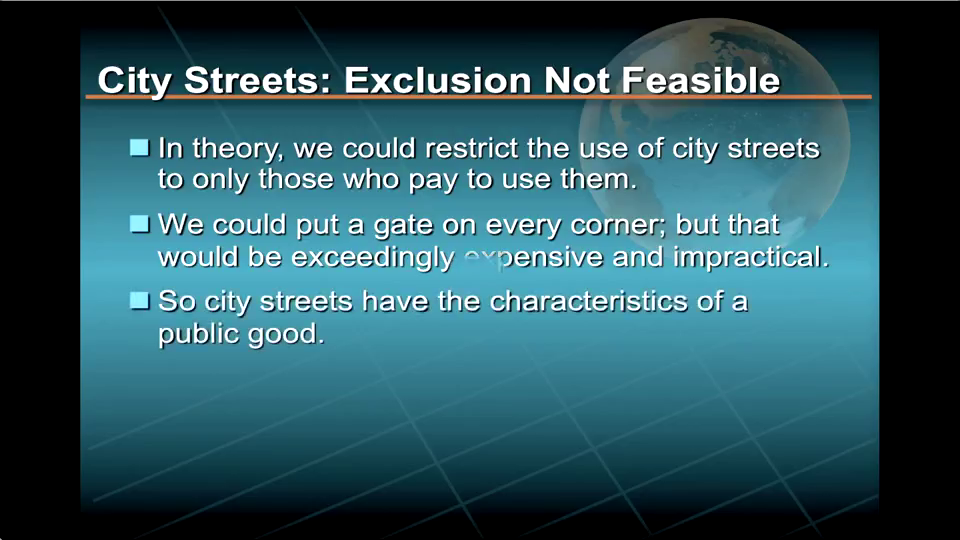 City Streets: Exclusion Not Feasible
In theory, we could restrict the use of city streets
to only those who pay to use them.
We could put a gate on every corner; but that
would be exceedingly expensive and impractical.
So city streets have the characteristics of a
public good.